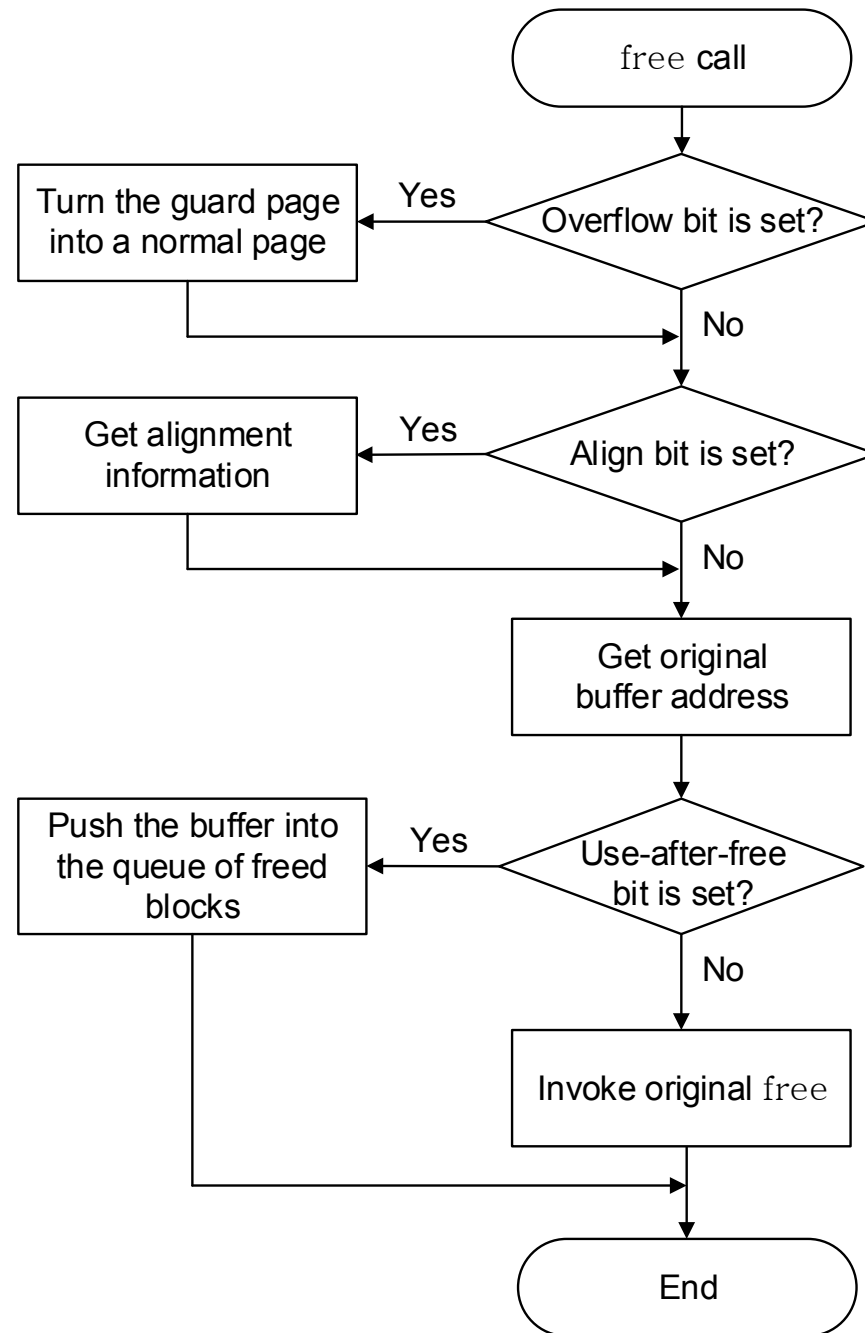 free call
Overflow bit is set?
Yes
Turn the guard page
into a normal page
No
Align bit is set?
Yes
Get alignment
information
No
Get original
buffer address
Use-after-free
bit is set?
Yes
Push the buffer into
the queue of freed
blocks
No
Invoke original free
End